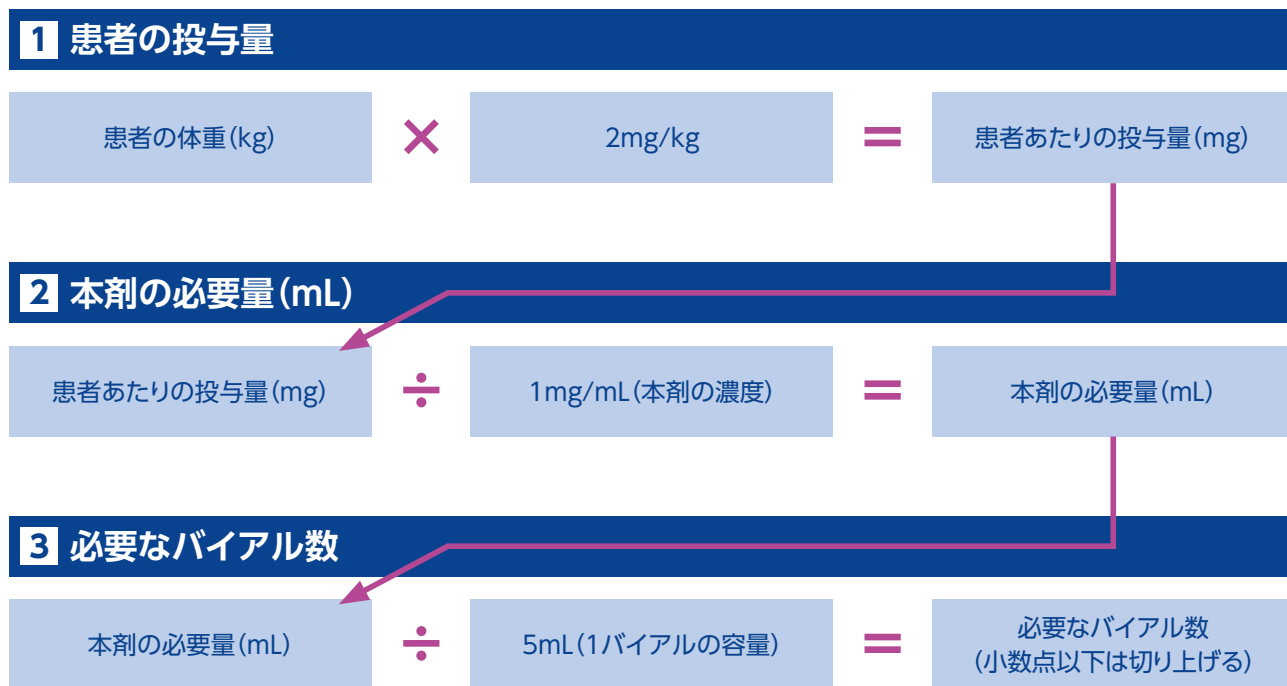 1 患者の投与量
患者の体重(kg) × 2mg/kg = 患者あたりの投与量(mg)
2 本剤の必要量(mL)
患者あたりの投与量(mg) ÷ 1mg/mL(本剤の濃度) = 本剤の必要量(mL)
3 必要なバイアル数
本剤の必要量(mL) ÷ 5mL(1バイアルの容量) = 必要なバイアル数
(小数点以下は切り上げる)